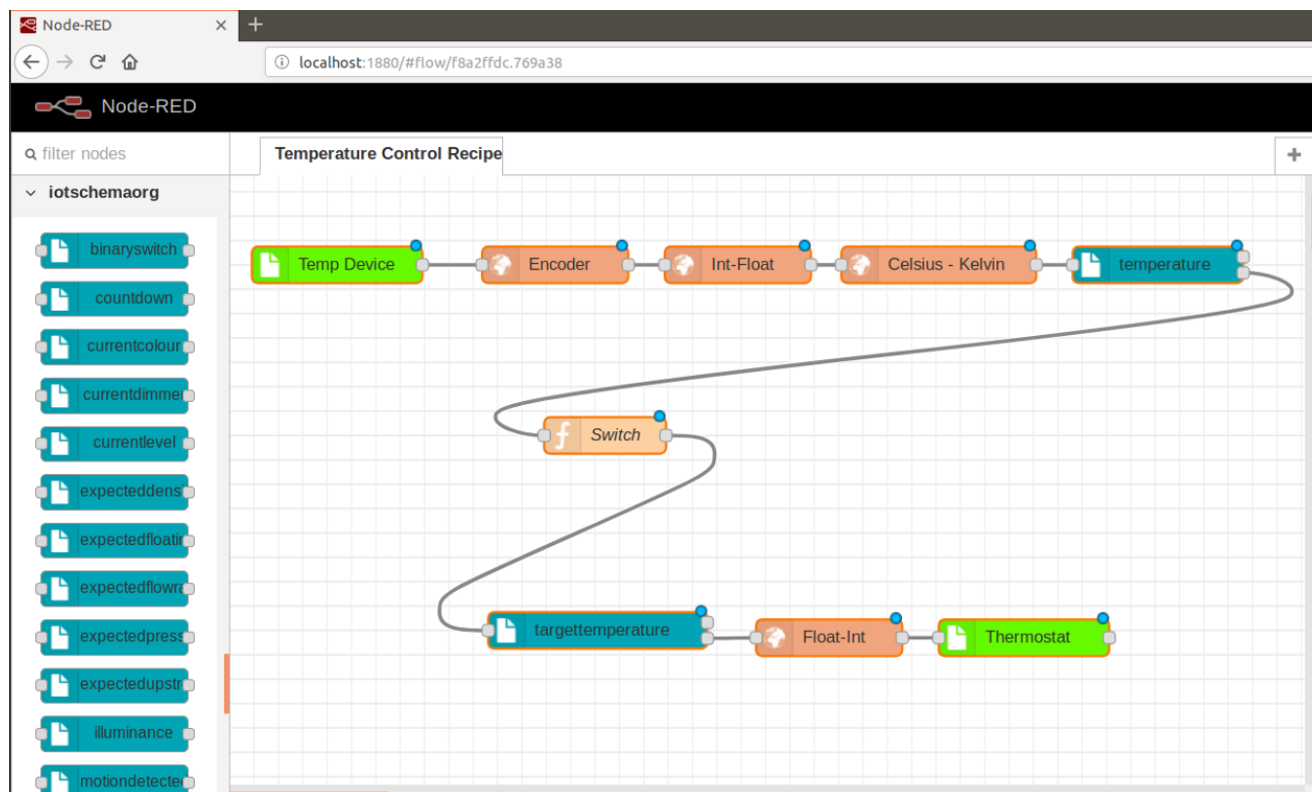 Node-RED
localhost:1880/#flow/f8a2ffdc.769a38
Node-RED
filter nodes
Temperature Control Recipe
iotschemaorg
binaryswitch
countdown
currentcolour
currentdimme
currentlevel
expecteddens
expectedfloatin
expectedflowra
expectedpress
expectedupstr
illuminance
motiondetecte
Temp Device
Encoder
Int-Float
Celsius - Kelvin
temperature
Switch
targettemperature
Float-Int
Thermostat